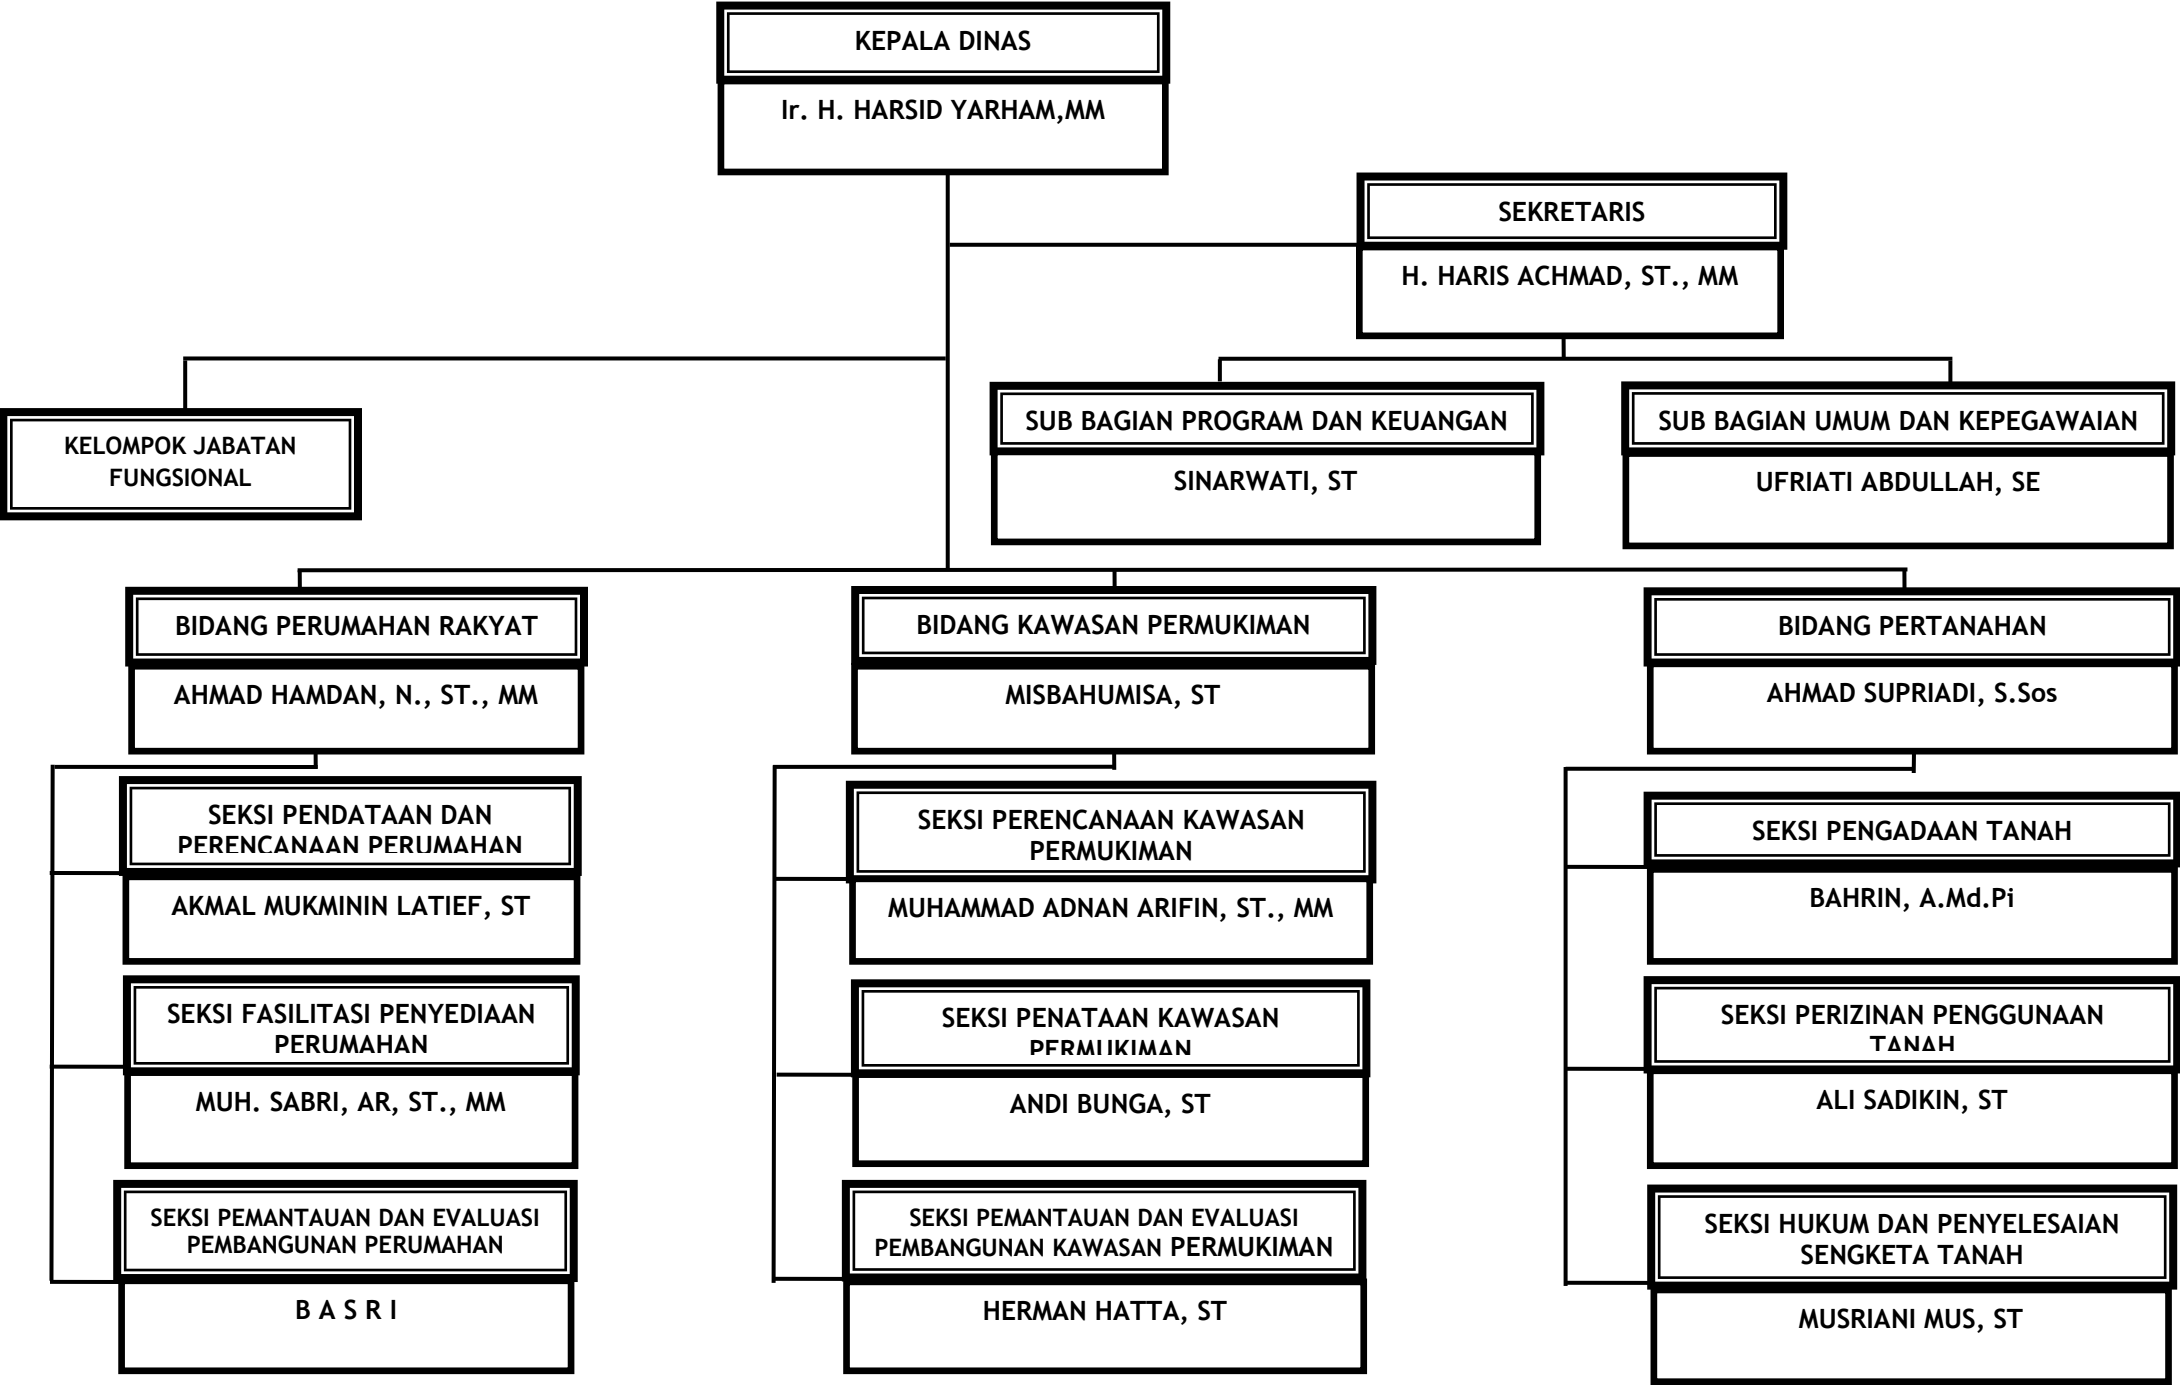 KEPALA DINAS
Ir. H. HARSID YARHAM,MM
SEKRETARIS
H. HARIS ACHMAD, ST., MM
KELOMPOK JABATAN
FUNGSIONAL
SUB BAGIAN PROGRAM DAN KEUANGAN
SINARWATI, ST
SUB BAGIAN UMUM DAN KEPEGAWAIAN
UFRIATI ABDULLAH, SE
BIDANG PERUMAHAN RAKYAT
AHMAD HAMDAN, N., ST., MM
SEKSI PENDATAAN DAN
PERENCANAAN PERUMAHAN
AKMAL MUKMININ LATIEF, ST
SEKSI FASILITASI PENYEDIAAN
PERUMAHAN
MUH. SABRI, AR, ST., MM
SEKSI PEMANTAUAN DAN EVALUASI
PEMBANGUNAN PERUMAHAN
B A S R I
BIDANG KAWASAN PERMUKIMAN
MISBAHUMISA, ST
SEKSI PERENCANAAN KAWASAN
PERMUKIMAN
MUHAMMAD ADNAN ARIFIN, ST., MM
SEKSI PENATAAN KAWASAN
PERMUKIMAN
ANDI BUNGA, ST
SEKSI PEMANTAUAN DAN EVALUASI
PEMBANGUNAN KAWASAN PERMUKIMAN
HERMAN HATTA, ST
BIDANG PERTANAHAN
AHMAD SUPRIADI, S.Sos
SEKSI PENGADAAN TANAH
BAHRIN, A.Md.Pi
SEKSI PERIZINAN PENGGUNAAN
TANAH
ALI SADIKIN, ST
SEKSI HUKUM DAN PENYELESAIAN
SENGKETA TANAH
MUSRIANI MUS, ST